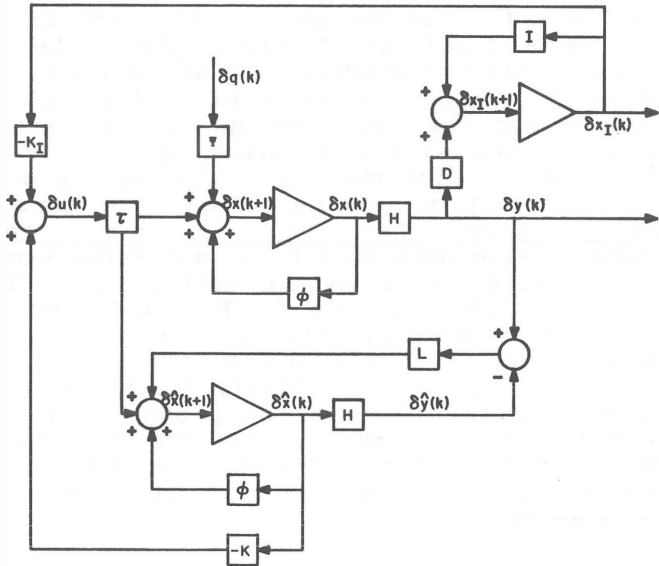 I
δq(k)
+
δx_I(k+1)
δx_I(k)
+
-K_I
Ψ
D
+
δu(k)
τ
+
+
δx(k+1)
δx(k)
H
δy(k)
+
+
+
ϕ
+
L
-
+
δx̂(k+1)
δx̂(k)
H
δŷ(k)
+
+
+
ϕ
-K